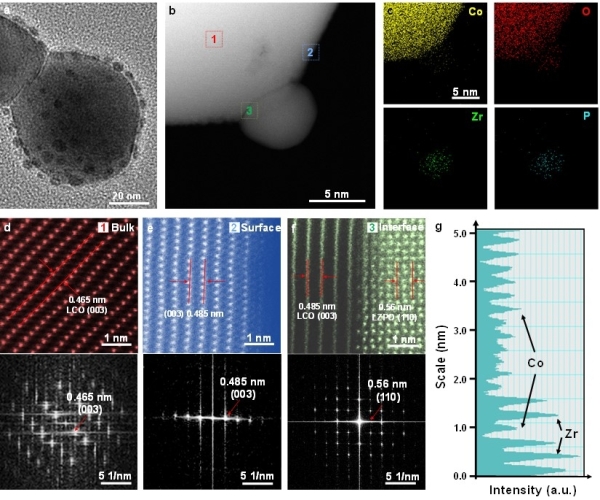 a
20 nm
b
1
2
3
5 nm
c
Co
O
5 nm
Zr
P
d
1 Bulk
0.465 nm
LCO (003)
1 nm
0.465 nm
(003)
5 1/nm
e
2 Surface
(003) 0.485 nm
1 nm
0.485 nm
(003)
5 1/nm
f
3 Interface
0.485 nm
LCO (003)
0.56 nm
LZPO (110)
1 nm
0.56 nm
(110)
5 1/nm
g
5.0
4.0
3.0
2.0
1.0
0.0
Scale (nm)
Co
Zr
Intensity (a.u.)